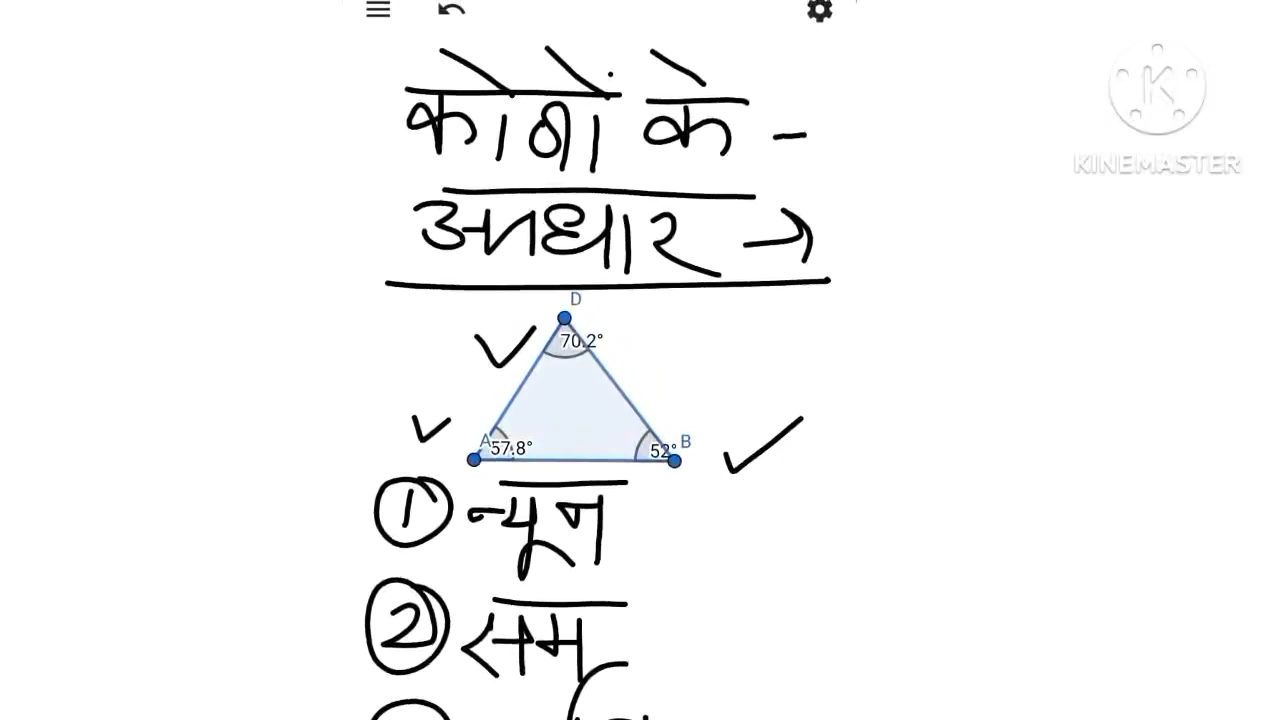 कोणों के -
आधार →
D
70.2°
A
57.8°
52°
B
① न्यून
② सम
KINEMASTER